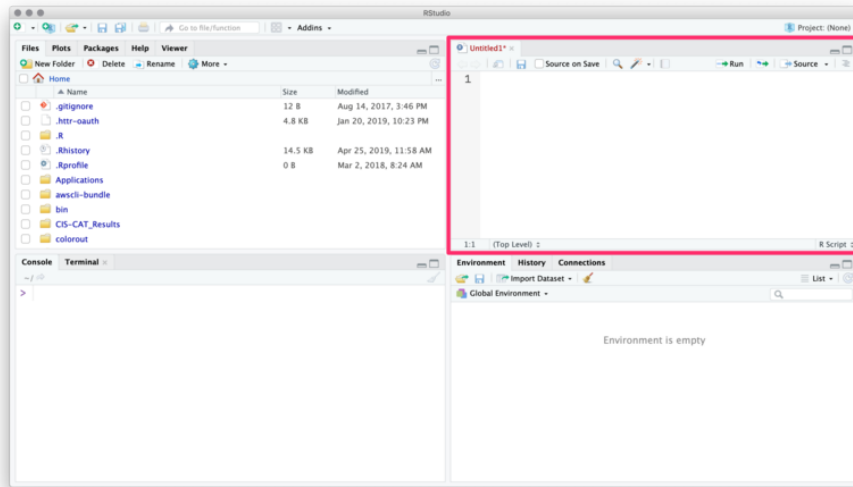 RStudio
Go to file/function
Addins
Project: (None)
Files Plots Packages Help Viewer
New Folder Delete Rename More
Home
...
Name Size Modified
.gitignore 12 B Aug 14, 2017, 3:46 PM
.httr-oauth 4.8 KB Jan 20, 2019, 10:23 PM
.R
.Rhistory 14.5 KB Apr 25, 2019, 11:58 AM
.Rprofile 0 B Mar 2, 2018, 8:24 AM
Applications
awscli-bundle
bin
CIS-CAT_Results
colorout
Untitled1*
Source on Save Run Source
1
1:1 (Top Level) R Script
Console Terminal
~/
>
Environment History Connections
Import Dataset List
Global Environment
Environment is empty